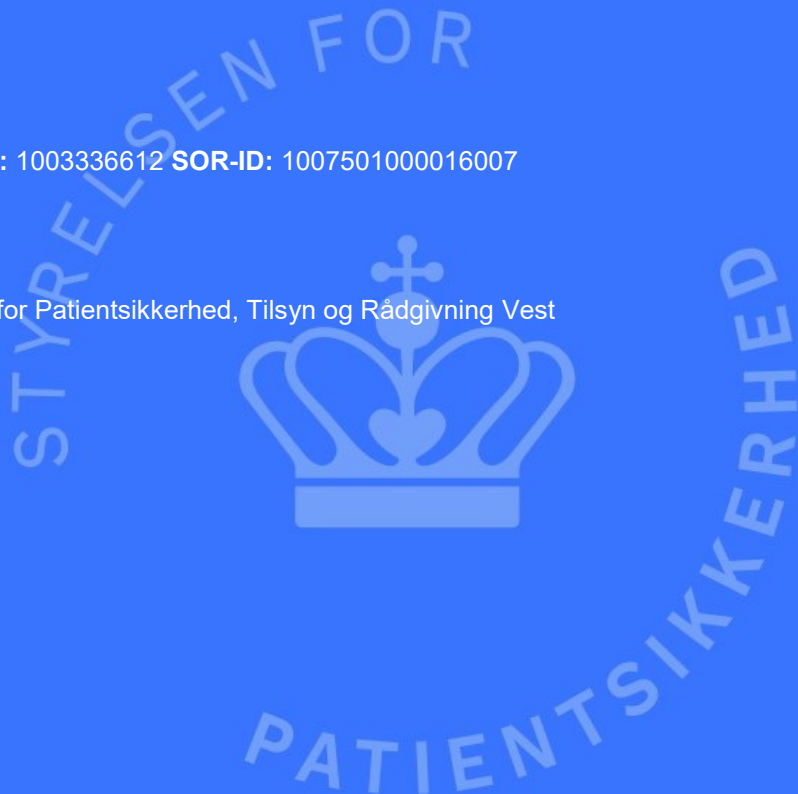 STYRELSEN FOR
: 1003336612 SOR-ID: 1007501000016007
for Patientsikkerhed, Tilsyn og Rådgivning Vest
PATIENTSIKKERHED